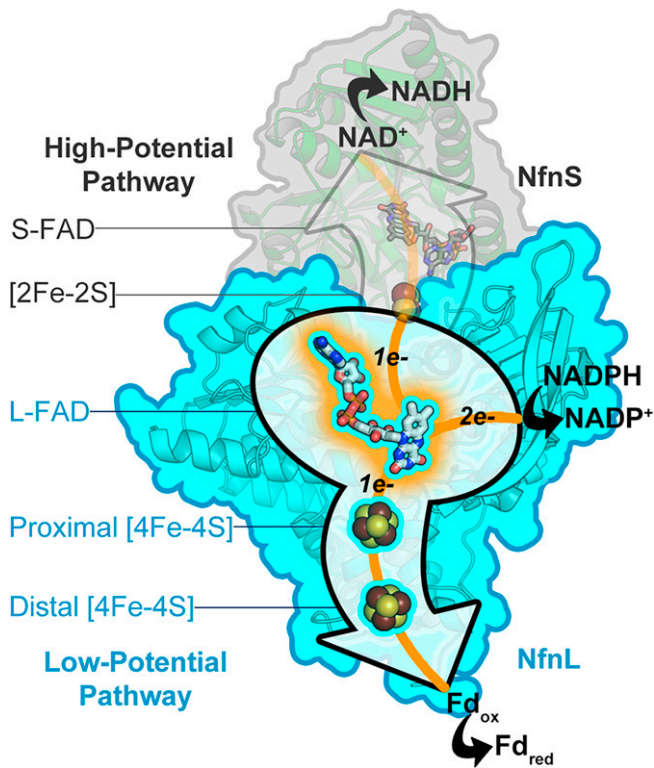 NADH
NAD⁺
High-Potential
Pathway
NfnS
S-FAD
[2Fe-2S]
1e-
NADPH
L-FAD
2e-
NADP⁺
1e-
Proximal [4Fe-4S]
Distal [4Fe-4S]
Low-Potential
Pathway
NfnL
Fdox
Fdred